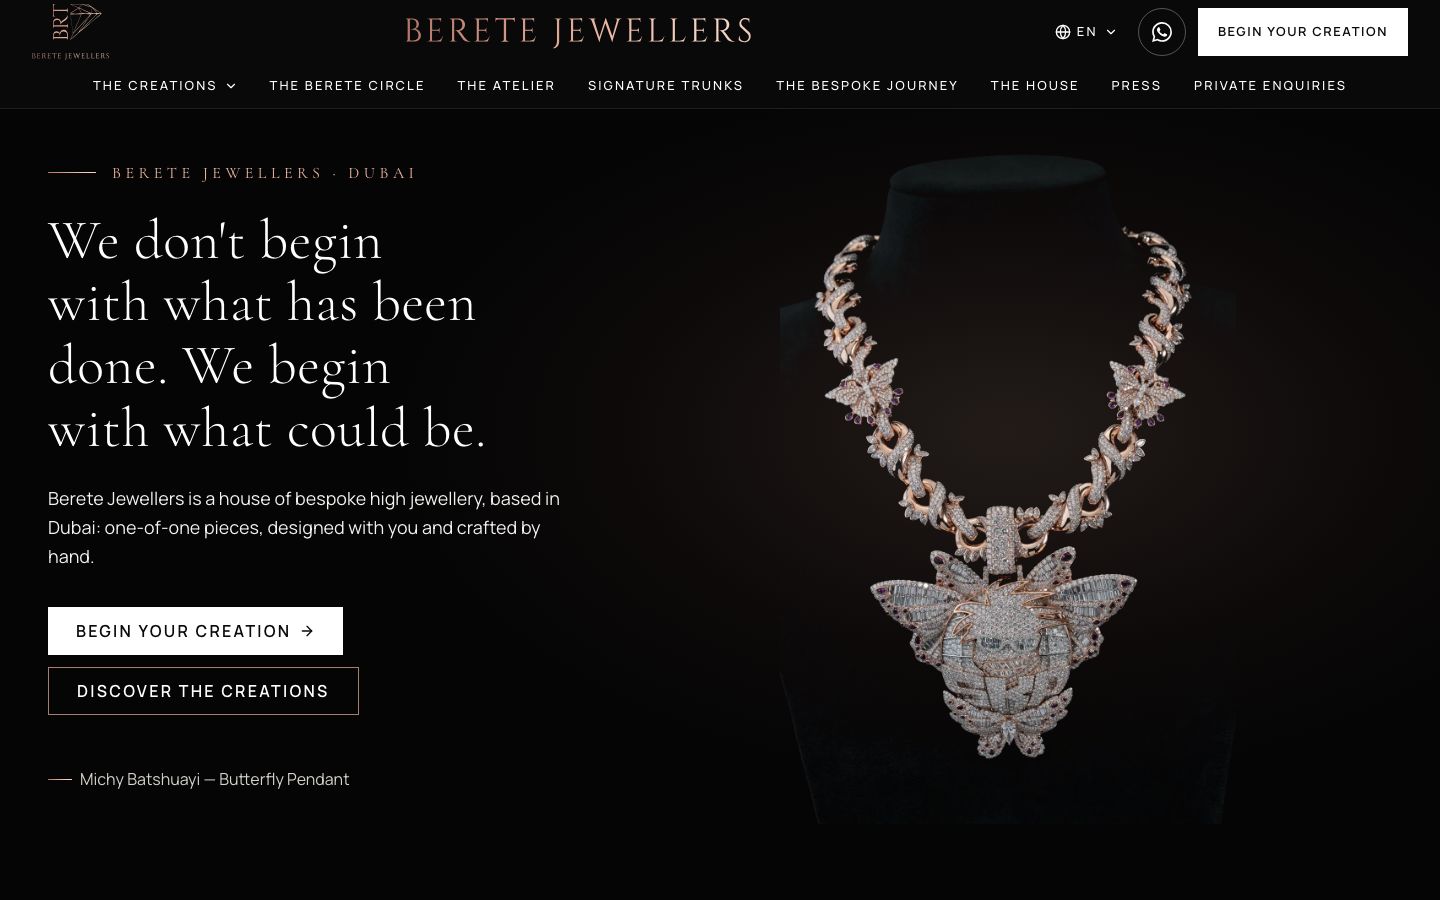 BRT
BERETE JEWELLERS
BERETE JEWELLERS
EN
BEGIN YOUR CREATION
THE CREATIONS
THE BERETE CIRCLE
THE ATELIER
SIGNATURE TRUNKS
THE BESPOKE JOURNEY
THE HOUSE
PRESS
PRIVATE ENQUIRIES
BERETE JEWELLERS · DUBAI
We don't begin
with what has been
done. We begin
with what could be.
Berete Jewellers is a house of bespoke high jewellery, based in
Dubai: one-of-one pieces, designed with you and crafted by
hand.
BEGIN YOUR CREATION →
DISCOVER THE CREATIONS
Michy Batshuayi — Butterfly Pendant